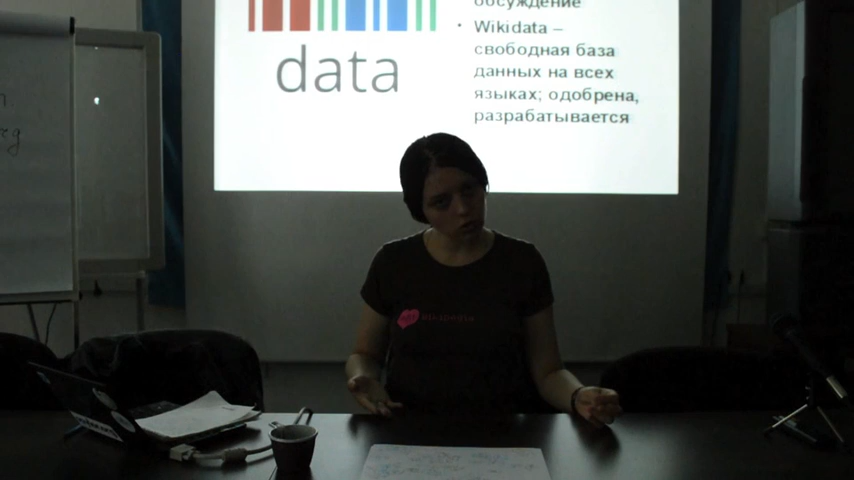 обсуждение
• Wikidata –
свободная база
данных на всех
языках; одобрена,
разрабатывается
data